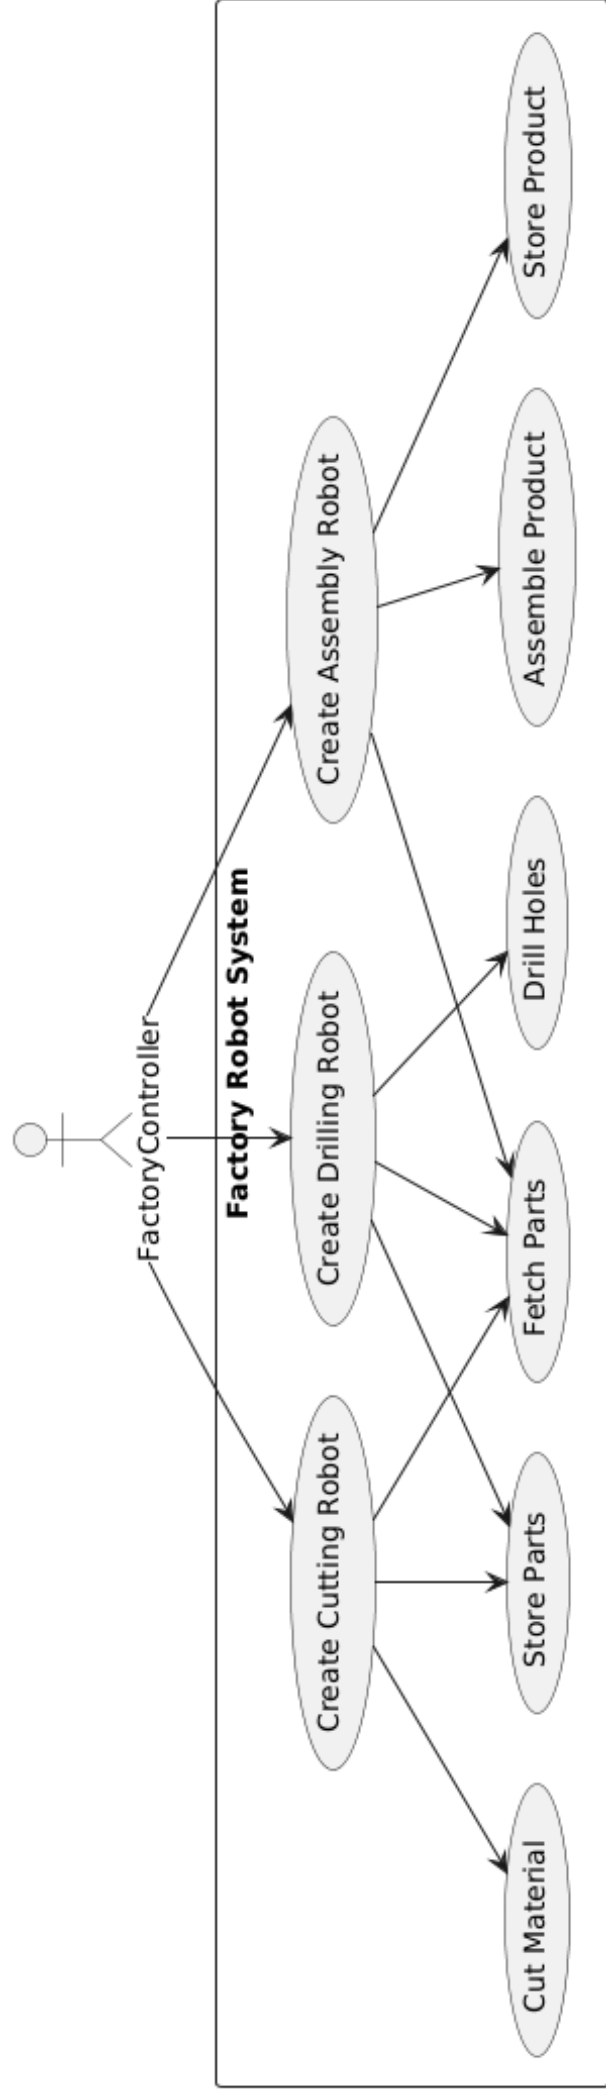 FactoryController
Factory Robot System
Create Cutting Robot
Create Drilling Robot
Create Assembly Robot
Cut Material
Store Parts
Fetch Parts
Drill Holes
Assemble Product
Store Product